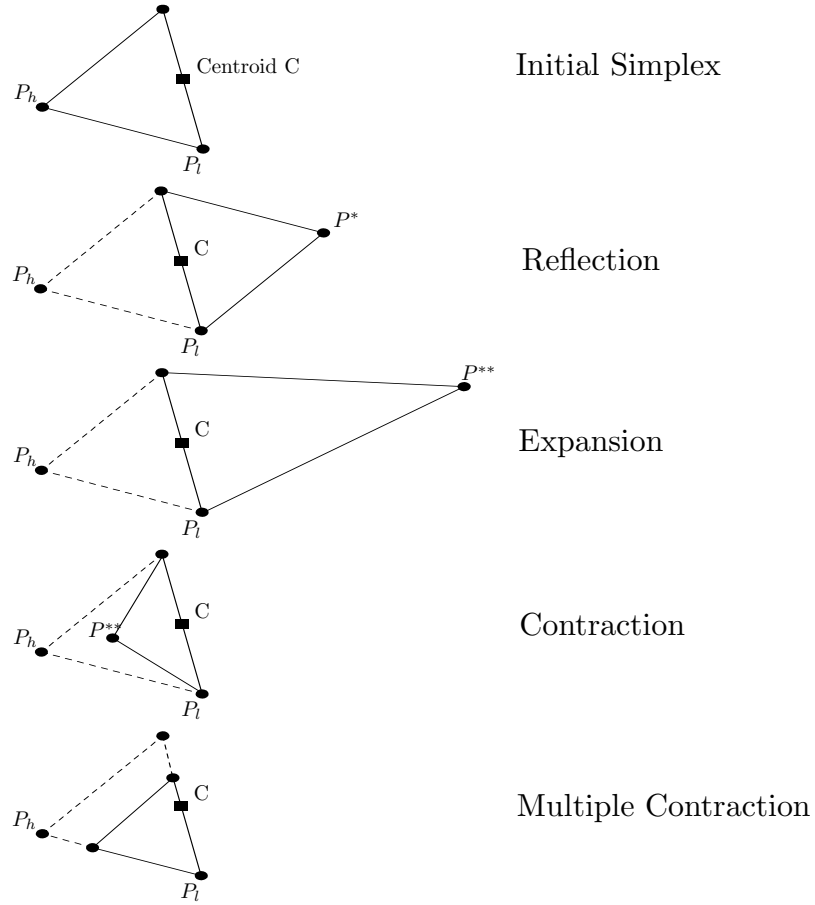 Centroid C
Initial Simplex
P_h
P_l
P*
C
Reflection
P_h
P_l
P**
C
Expansion
P_h
P_l
C
Contraction
P**
P_h
P_l
C
Multiple Contraction
P_h
P_l